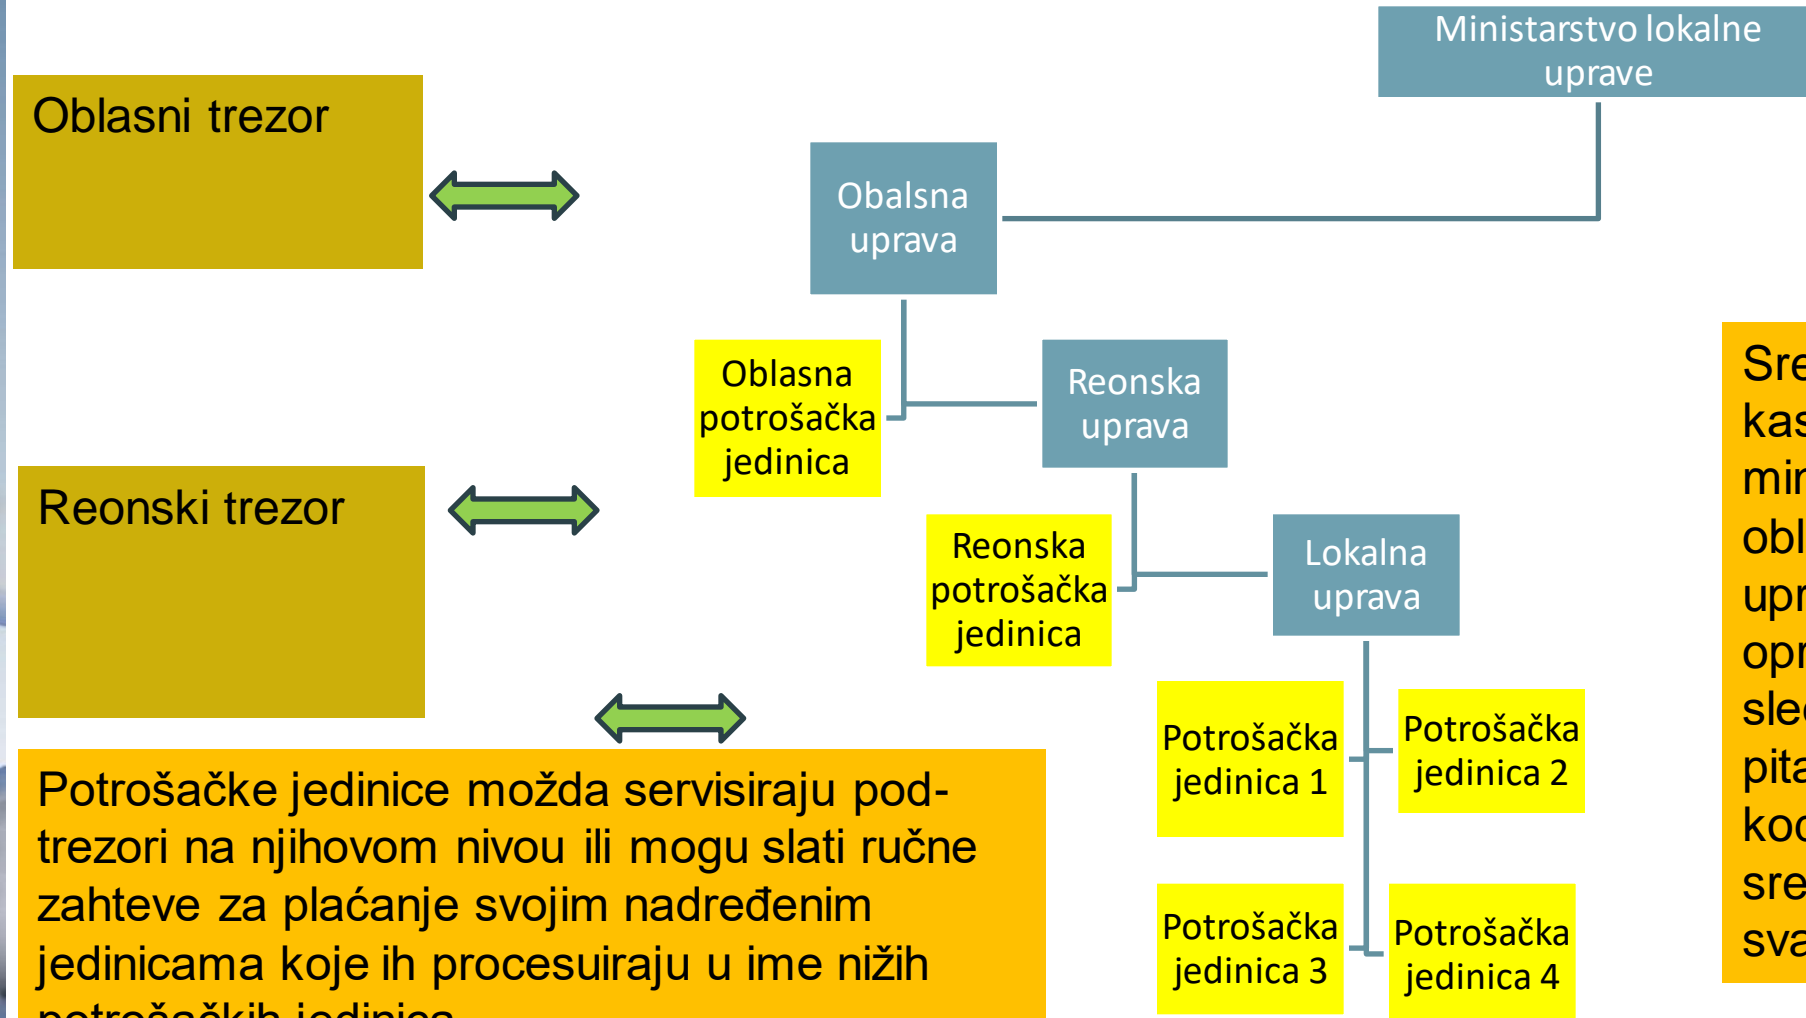 Ministarstvo lokalne
uprave
Oblasni trezor
Obalsna
uprava
Oblasna
potrošačka
jedinica
Reonska
uprava
Reonski trezor
Reonska
potrošačka
jedinica
Lokalna
uprava
Potrošačka
jedinica 1
Potrošačka
jedinica 2
Potrošačka
jedinica 3
Potrošačka
jedinica 4
Potrošačke jedinice možda servisiraju pod-
trezori na njihovom nivou ili mogu slati ručne
zahteve za plaćanje svojim nadređenim
jedinicama koje ih procesuiraju u ime nižih
potrošačkih jedinica